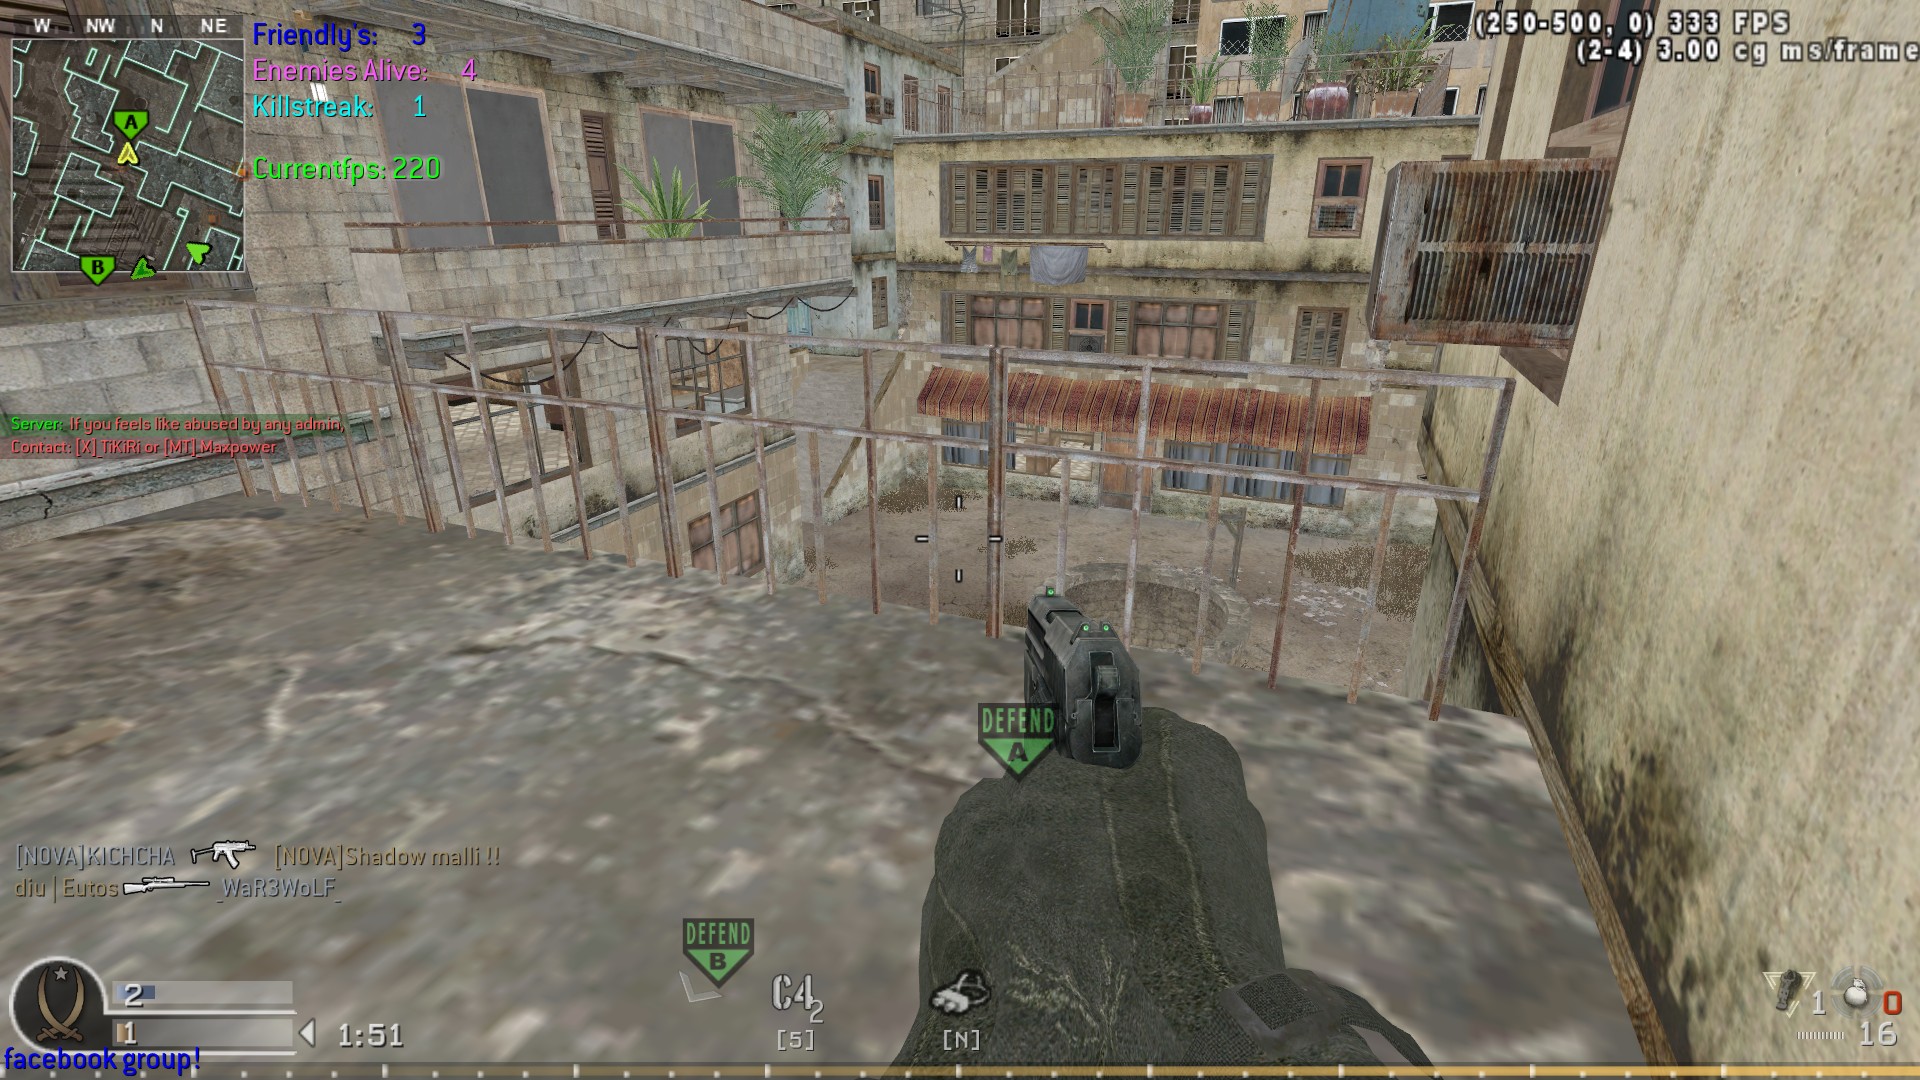 W NW N NE
Friendly's: 3
Enemies Alive: 4
Killstreak: 1
Currentfps: 220
(250-500, 0) 333 FPS
(2-4) 3.00 cg ms/frame
A
B
Server: If you feels like abused by any admin,
Contact: [X]_TiKiRi or [MT]_Maxpower
DEFEND
A
[NOVA]KICHCHA [NOVA]Shadow malli !!
diu | Eutos _WaR3WoLF_
DEFEND
B
2
1
1:51
C4 2
[5]
[N]
1 0
16
facebook group!